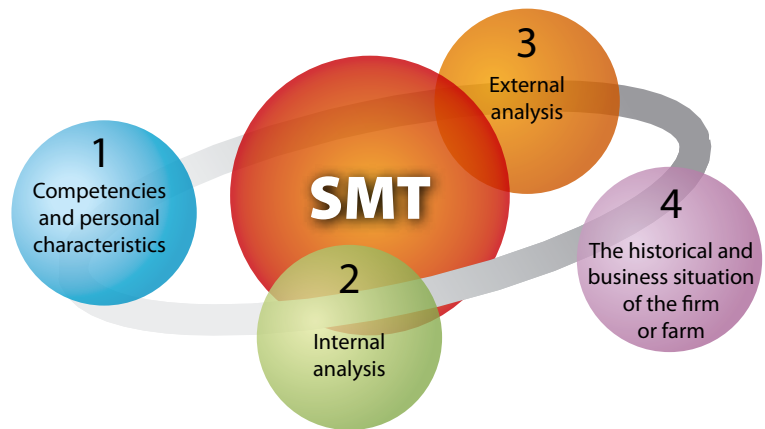 1
Competencies
and personal
characteristics
SMT
2
Internal
analysis
3
External
analysis
4
The historical and
business situation
of the firm
or farm